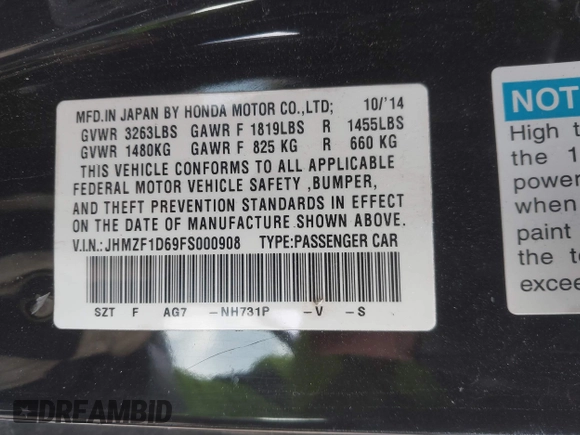 MFD.IN JAPAN BY HONDA MOTOR CO.,LTD; 10/'14
GVWR 3263LBS GAWR F 1819LBS R 1455LBS
GVWR 1480KG GAWR F 825 KG R 660 KG
THIS VEHICLE CONFORMS TO ALL APPLICABLE
FEDERAL MOTOR VEHICLE SAFETY ,BUMPER,
AND THEFT PREVENTION STANDARDS IN EFFECT
ON THE DATE OF MANUFACTURE SHOWN ABOVE.
V.I.N.: JHMZF1D69FS000908 TYPE:PASSENGER CAR
SZT F AG7 -NH731P -V -S
NOT
High t
the 1
power
when
paint
the to
excee
DREAMBID